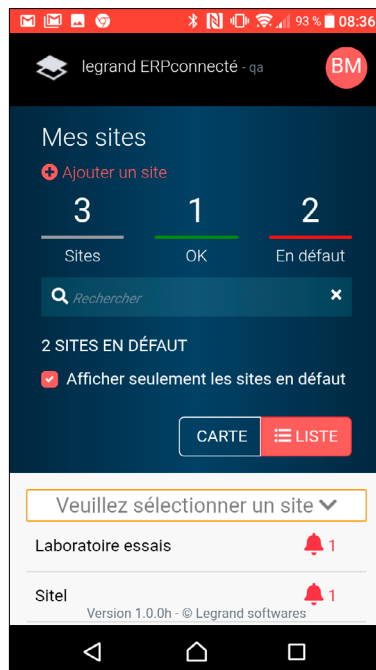 93 % 08:36
legrand ERPconnecté - qa
BM
Mes sites
Ajouter un site
3 1 2
Sites OK En défaut
Rechercher
2 SITES EN DÉFAUT
Afficher seulement les sites en défaut
CARTE LISTE
Veuillez sélectionner un site
Laboratoire essais 1
Sitel 1
Version 1.0.0h - © Legrand softwares